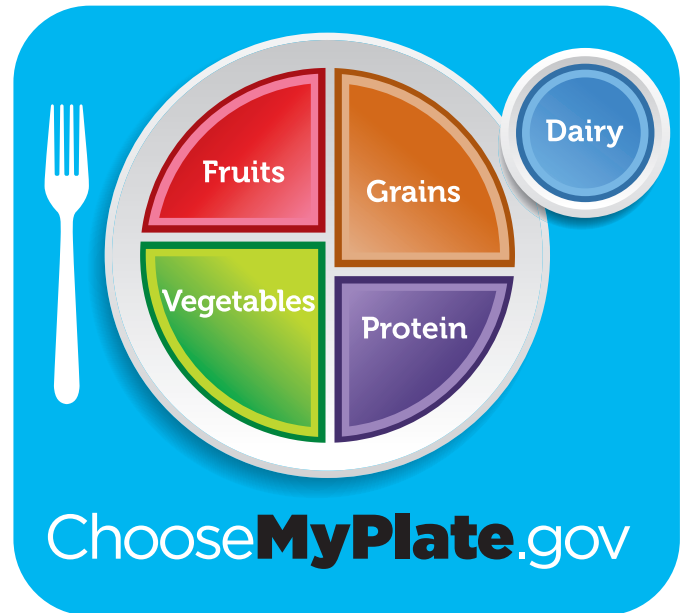 Fruits
Grains
Dairy
Vegetables
Protein
ChooseMyPlate.gov